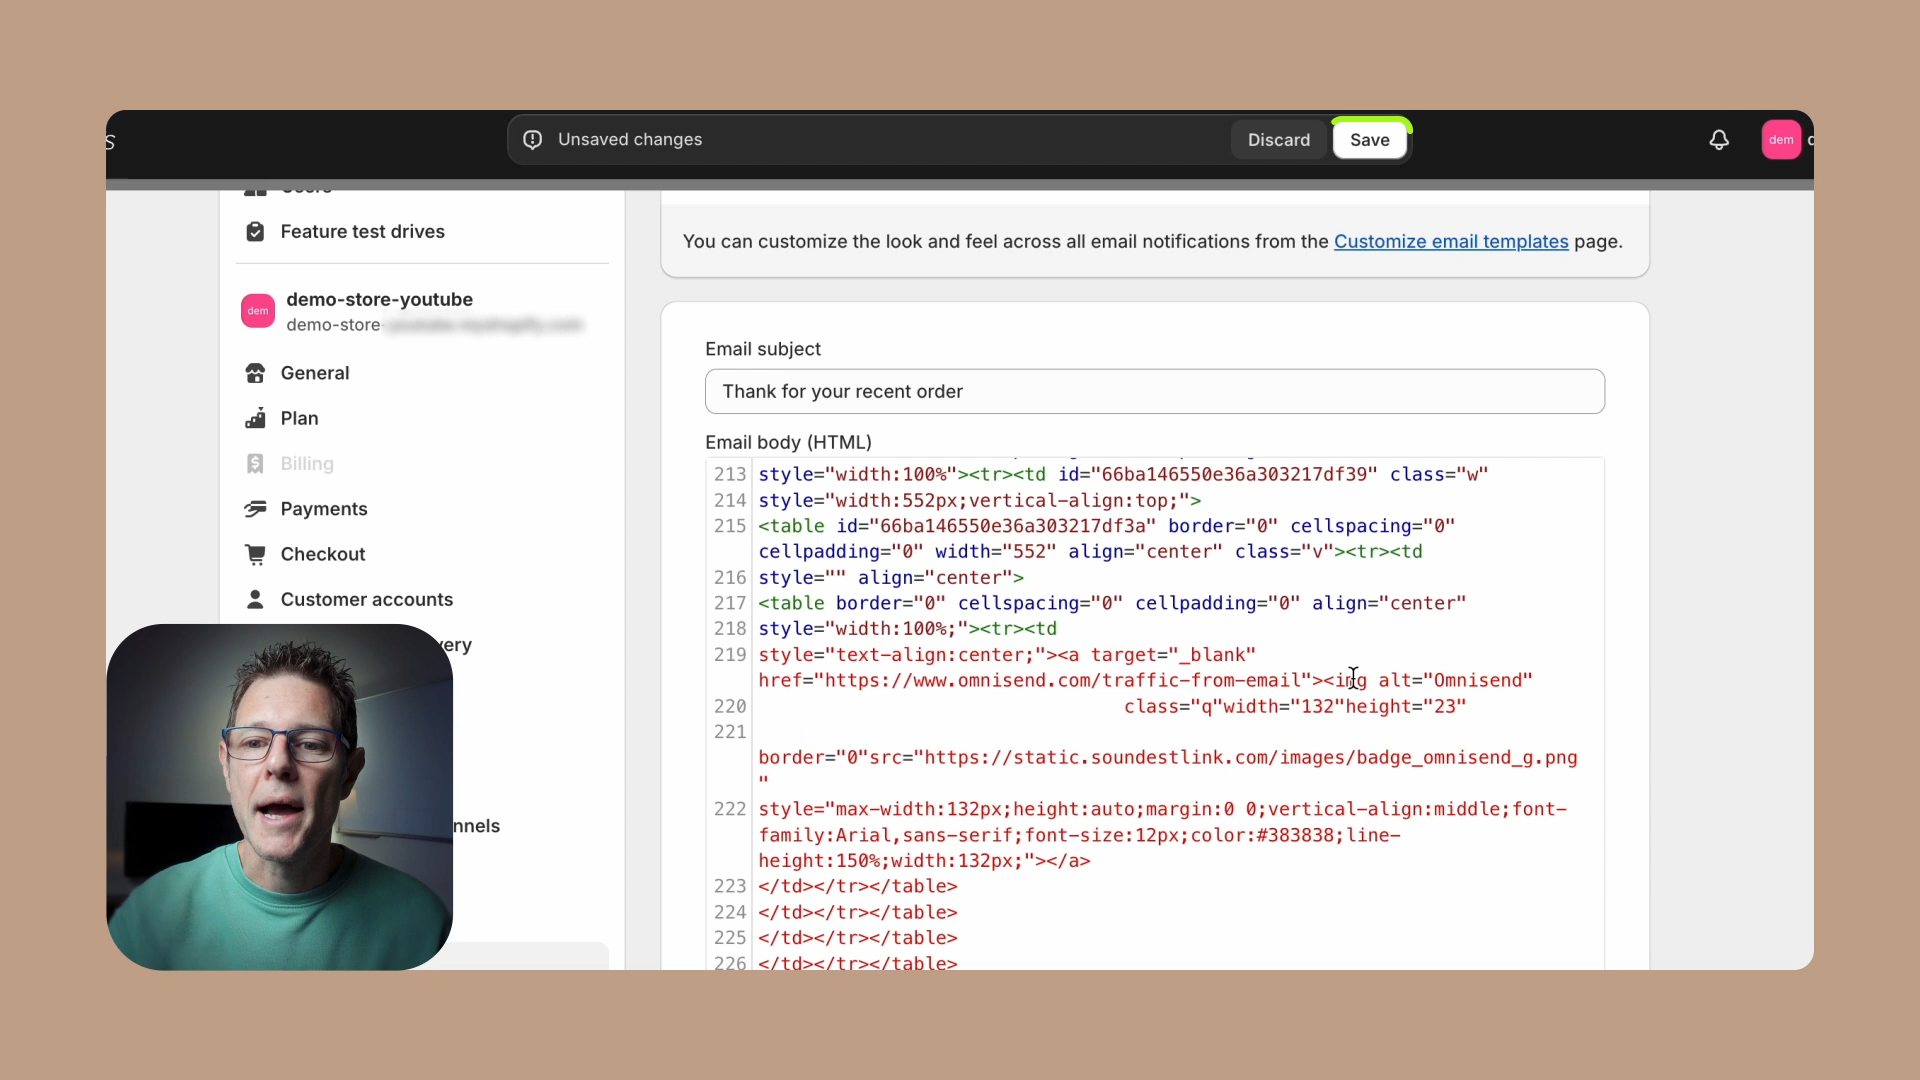 S
Unsaved changes
Discard
Save
dem
d
Users
Feature test drives
dem
demo-store-youtube
demo-store-
General
Plan
Billing
Payments
Checkout
Customer accounts
very
nnels
You can customize the look and feel across all email notifications from the Customize email templates page.
Email subject
Thank for your recent order
Email body (HTML)
213 style="width:100%"><tr><td id="66ba146550e36a303217df39" class="w"
214 style="width:552px;vertical-align:top;">
215 <table id="66ba146550e36a303217df3a" border="0" cellspacing="0"
cellpadding="0" width="552" align="center" class="v"><tr><td
216 style="" align="center">
217 <table border="0" cellspacing="0" cellpadding="0" align="center"
218 style="width:100%;"><tr><td
219 style="text-align:center;"><a target="_blank"
href="https://www.omnisend.com/traffic-from-email"><img alt="Omnisend"
220 class="q"width="132"height="23"
221
border="0"src="https://static.soundestlink.com/images/badge_omnisend_g.png
"
222 style="max-width:132px;height:auto;margin:0 0;vertical-align:middle;font-
family:Arial,sans-serif;font-size:12px;color:#383838;line-
height:150%;width:132px;"></a>
223 </td></tr></table>
224 </td></tr></table>
225 </td></tr></table>
226 </td></tr></table>